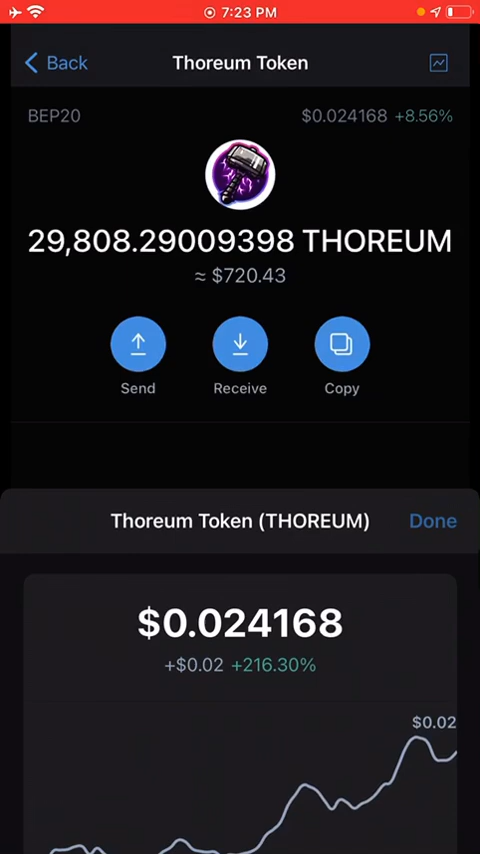 7:23 PM
Back
Thoreum Token
BEP20
$0.024168 +8.56%
29,808.29009398 THOREUM
≈ $720.43
Send
Receive
Copy
Thoreum Token (THOREUM)
Done
$0.024168
+$0.02 +216.30%
$0.02